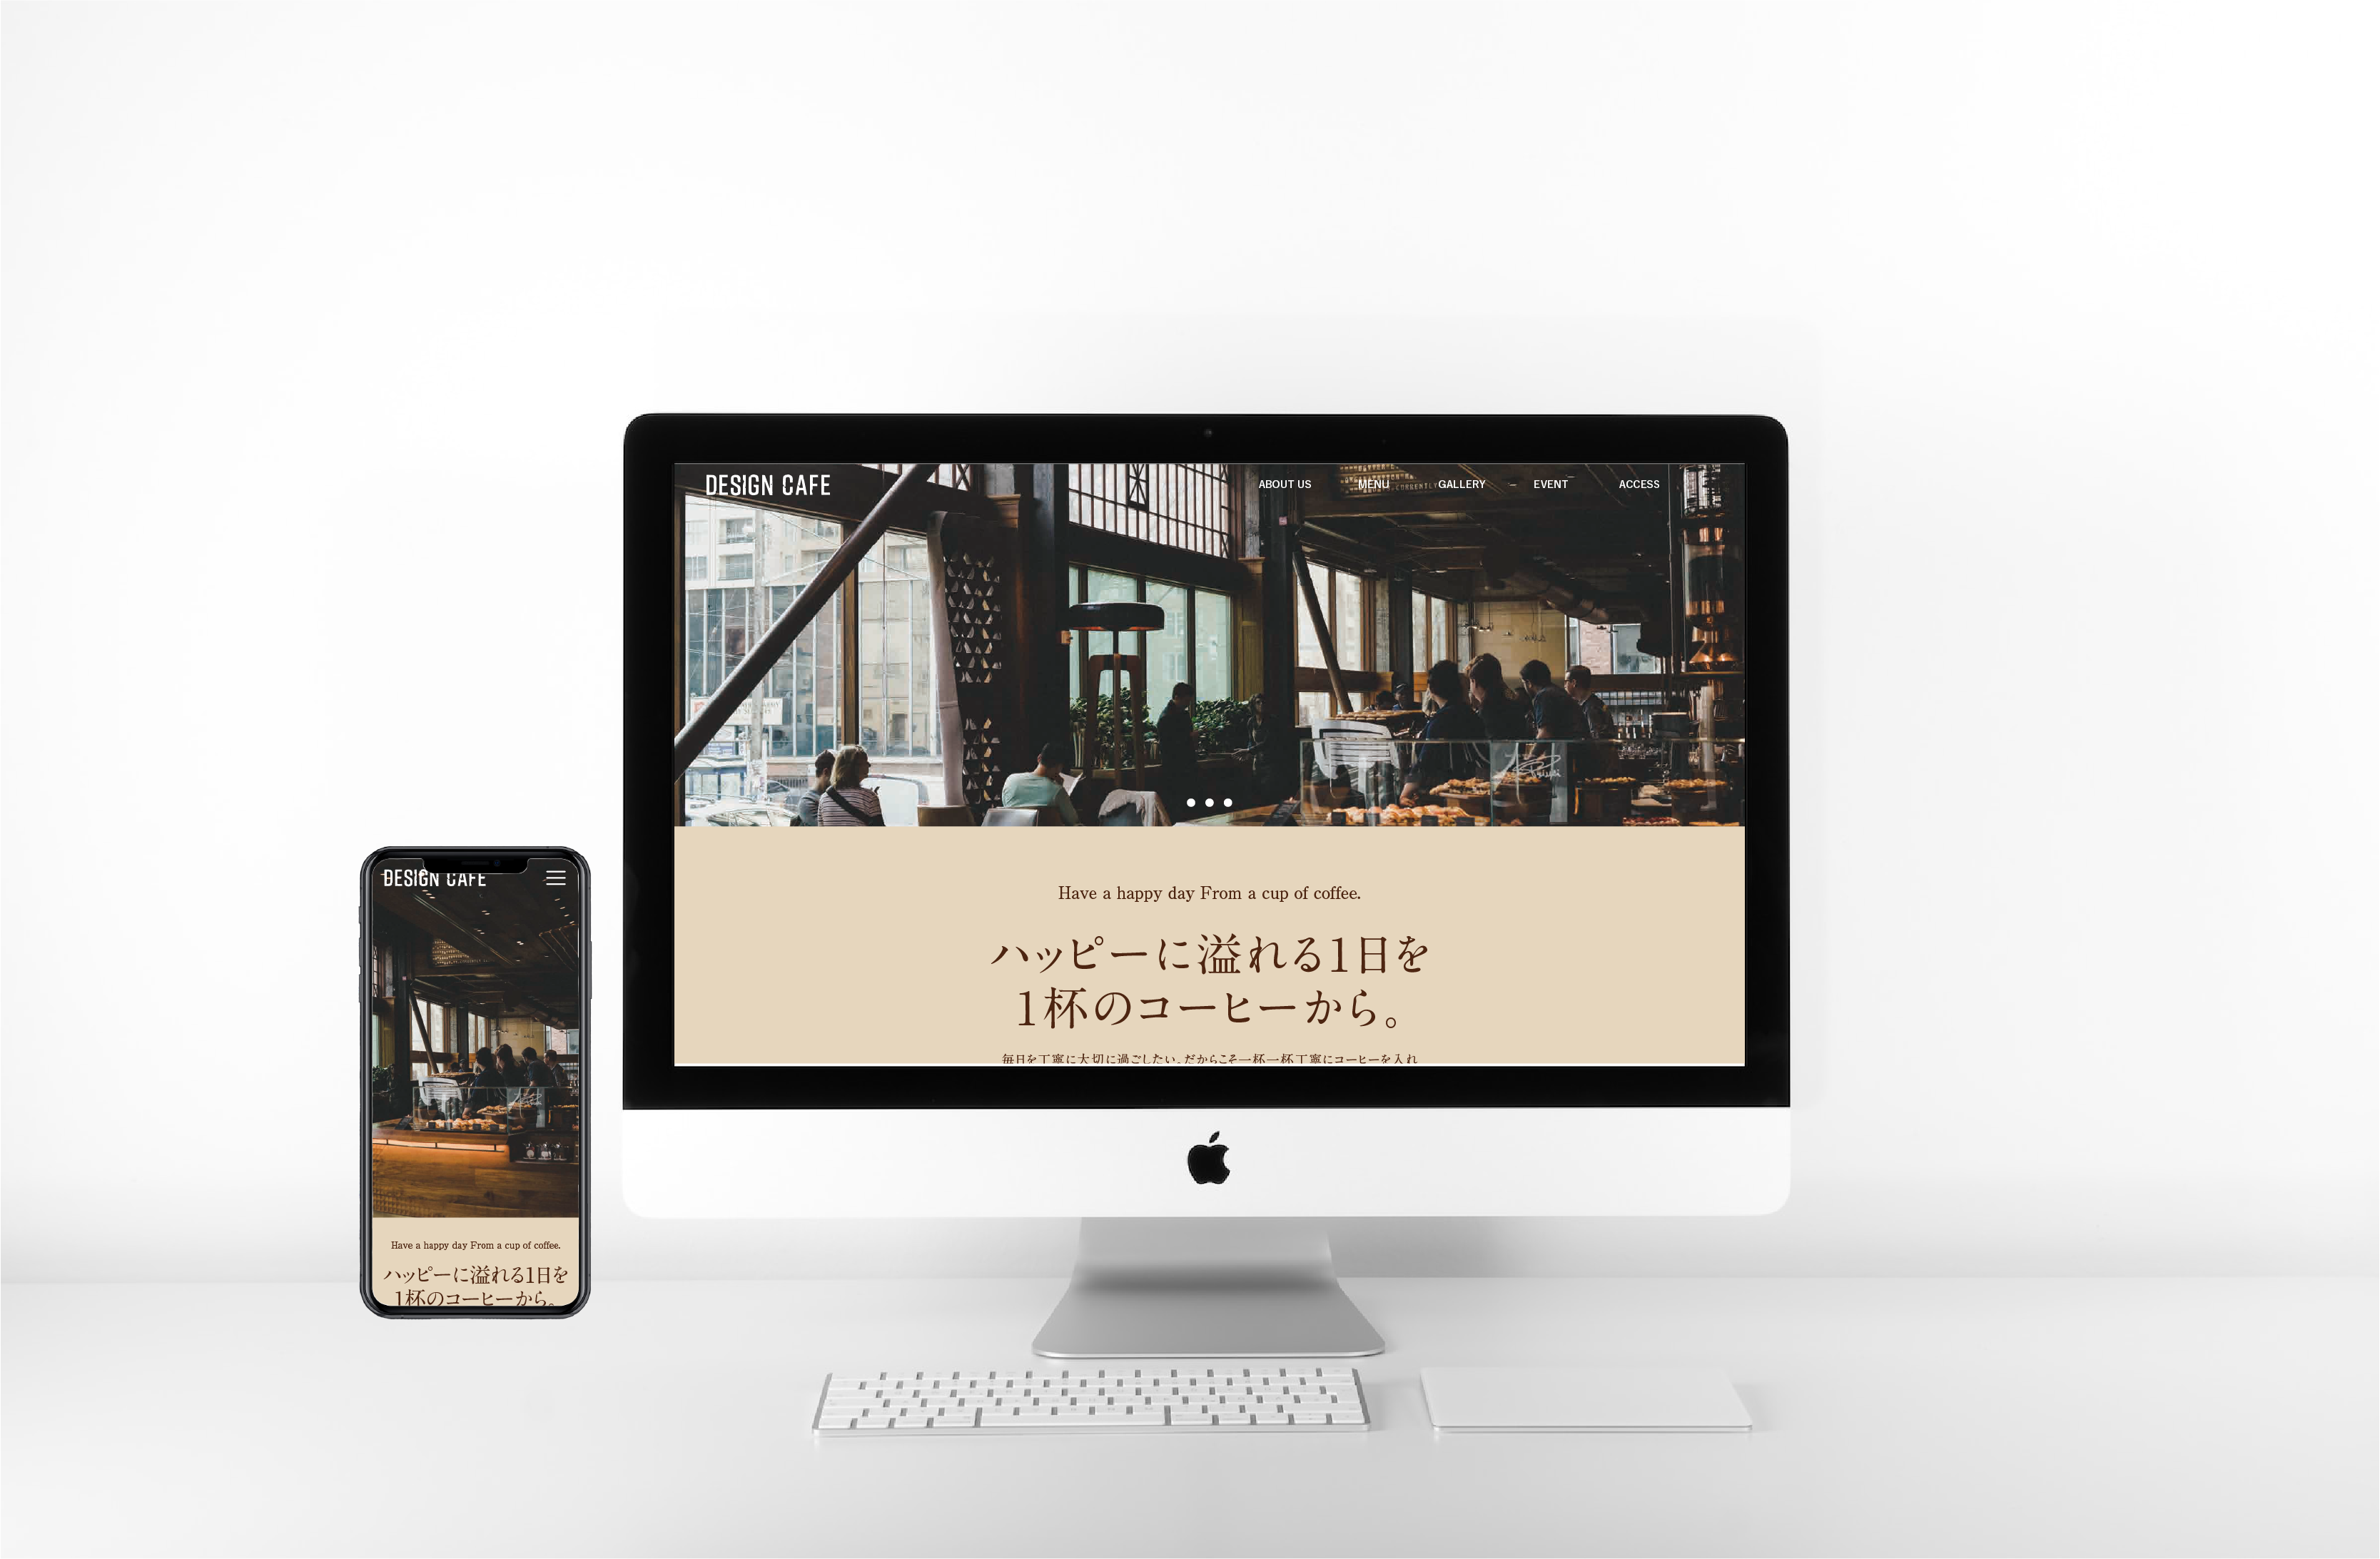 DESIGN CAFE
ABOUT US MENU GALLERY EVENT ACCESS
Have a happy day From a cup of coffee.
ハッピーに溢れる1日を
1杯のコーヒーから。
毎日を丁寧に大切に過ごしたい。だからこそ一杯一杯丁寧にコーヒーを入れ
DESIGN CAFE
Have a happy day From a cup of coffee.
ハッピーに溢れる1日を
1杯のコーヒーから。